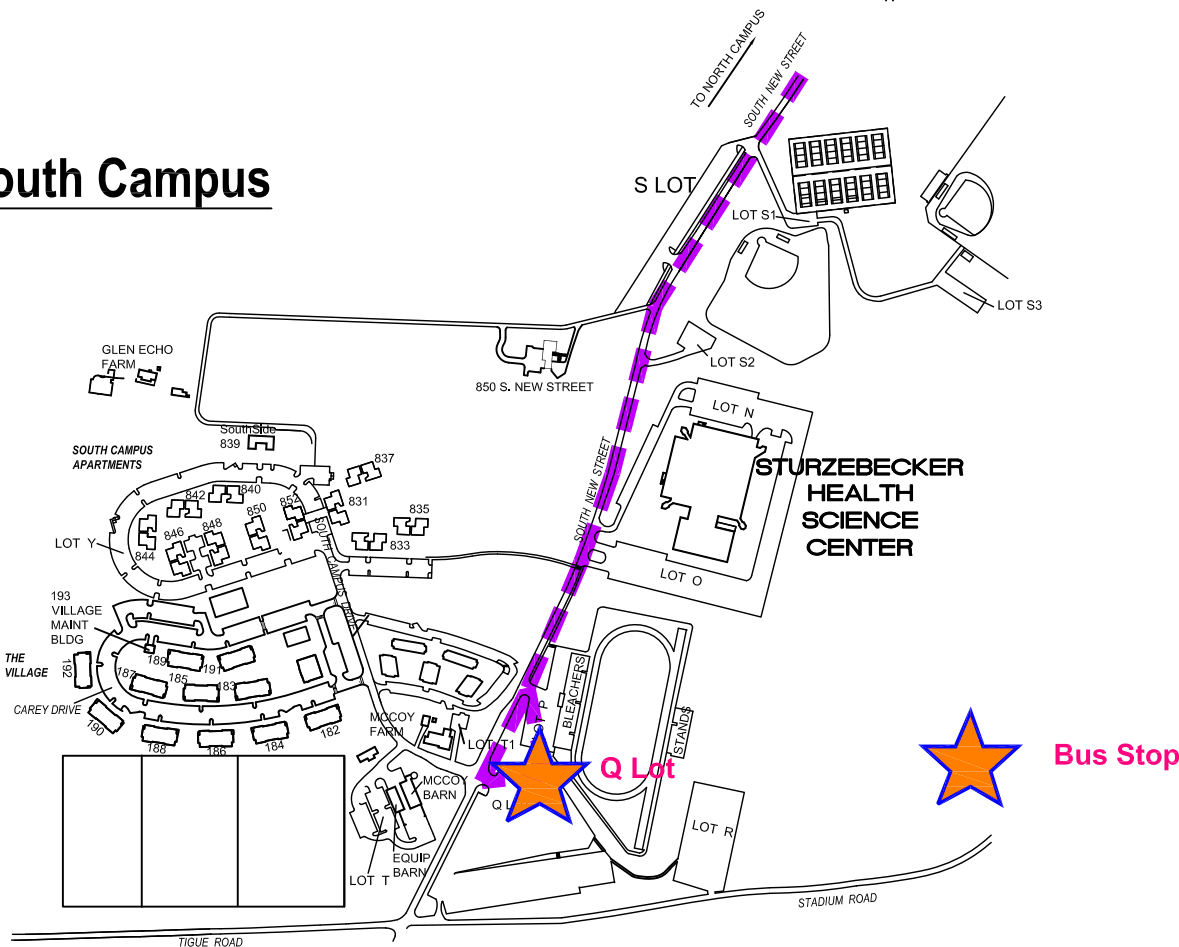 TO NORTH CAMPUS
SOUTH NEW STREET
outh Campus
S LOT
LOT S1
LOT S3
GLEN ECHO
FARM
850 S. NEW STREET
LOT S2
LOT N
SouthSide
839
SOUTH CAMPUS
APARTMENTS
837
STURZEBECKER
HEALTH
SCIENCE
CENTER
842
840
831
852
850
848
846
844
835
833
SOUTH NEW STREET
LOT Y
LOT O
SOUTH CAMPUS DRIVE
193
VILLAGE
MAINT
BLDG
THE
VILLAGE
192
189
191
187
185
183
CAREY DRIVE
190
188
186
184
182
MCCOY
FARM
LOT T1
BLEACHERS
STANDS
Q Lot
Bus Stop
MCCOY
BARN
Q L
LOT R
EQUIP
BARN
LOT T
STADIUM ROAD
TIGUE ROAD